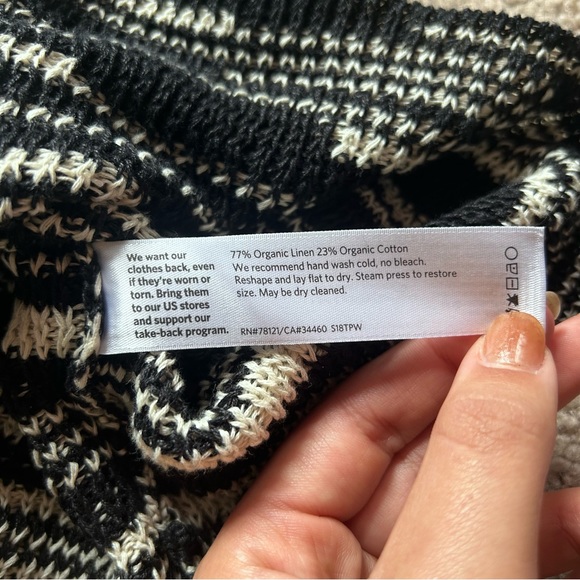 We want our
clothes back, even
if they're worn or
torn. Bring them
to our US stores
and support our
take-back program.
77% Organic Linen 23% Organic Cotton
We recommend hand wash cold, no bleach.
Reshape and lay flat to dry. Steam press to restore
size. May be dry cleaned.
RN#78121/CA#34460 S18TPW